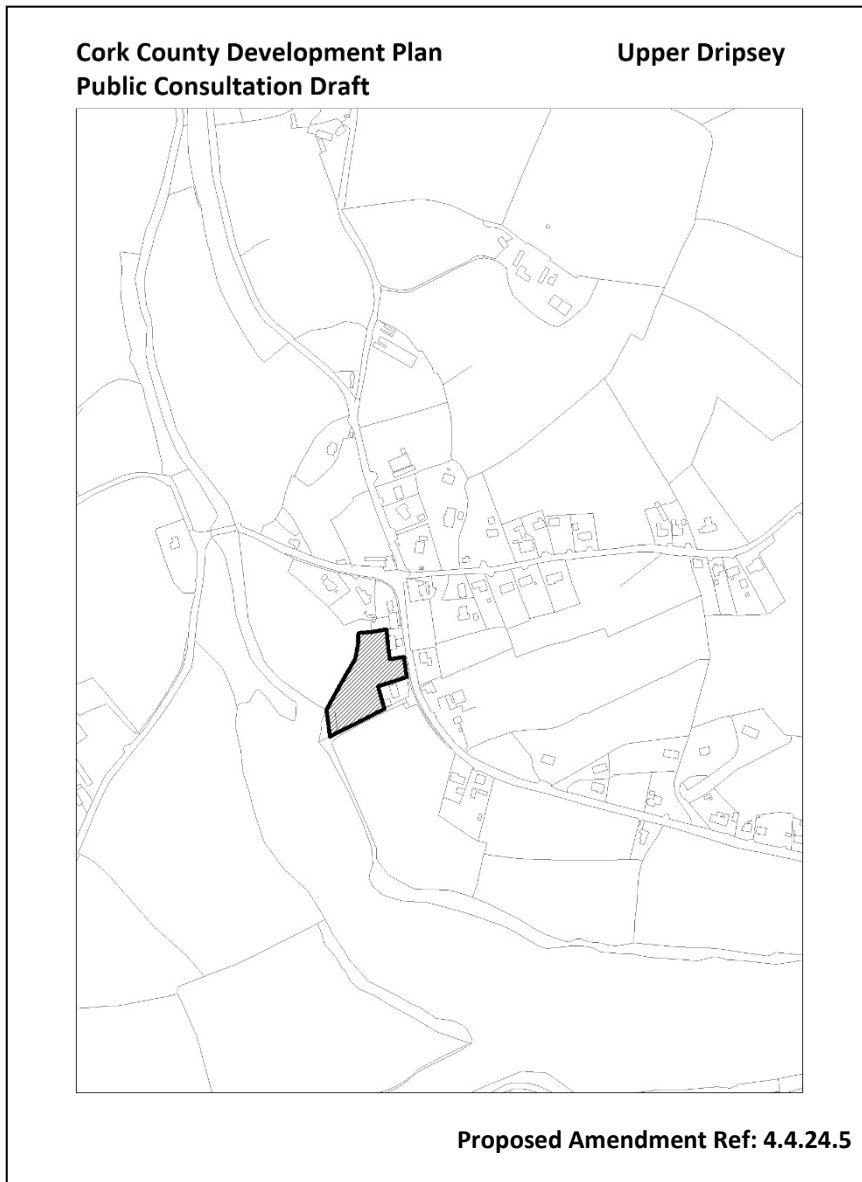 Cork County Development Plan Upper Dripsey
Public Consultation Draft
Proposed Amendment Ref: 4.4.24.5